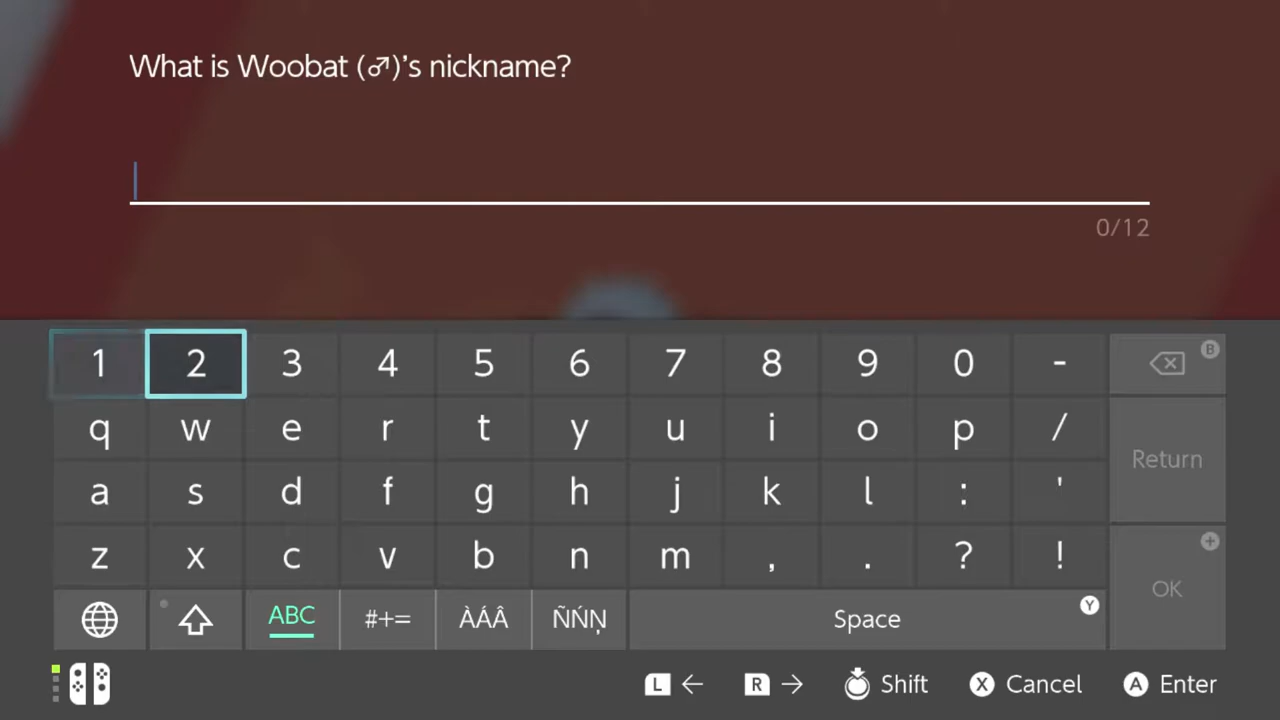 What is Woobat (♂)'s nickname?
0/12
1 2 3 4 5 6 7 8 9 0 - B
q w e r t y u i o p / Return
a s d f g h j k l : '
z x c v b n m , . ? ! + OK
ABC #+= ÀÁÂ ÑŃŅ Space Y
L ← R → Shift X Cancel A Enter